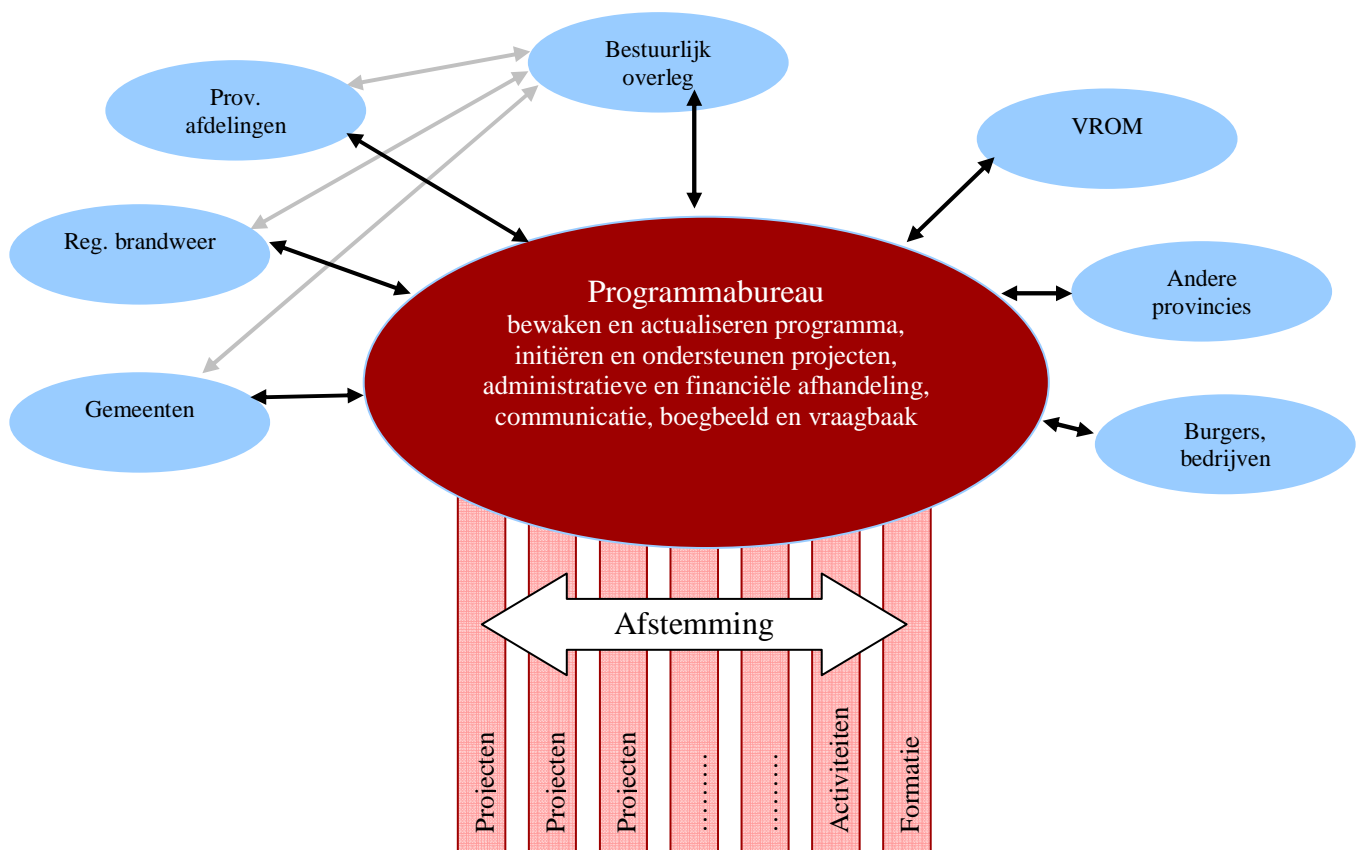 Bestuurlijk
overleg
Prov.
afdelingen
VROM
Reg. brandweer
Andere
provincies
Gemeenten
Burgers,
bedrijven
Programmabureau
bewaken en actualiseren programma,
initiëren en ondersteunen projecten,
administratieve en financiële afhandeling,
communicatie, boegbeeld en vraagbaak
Afstemming
Projecten
Projecten
Projecten
………
………
Activiteiten
Formatie